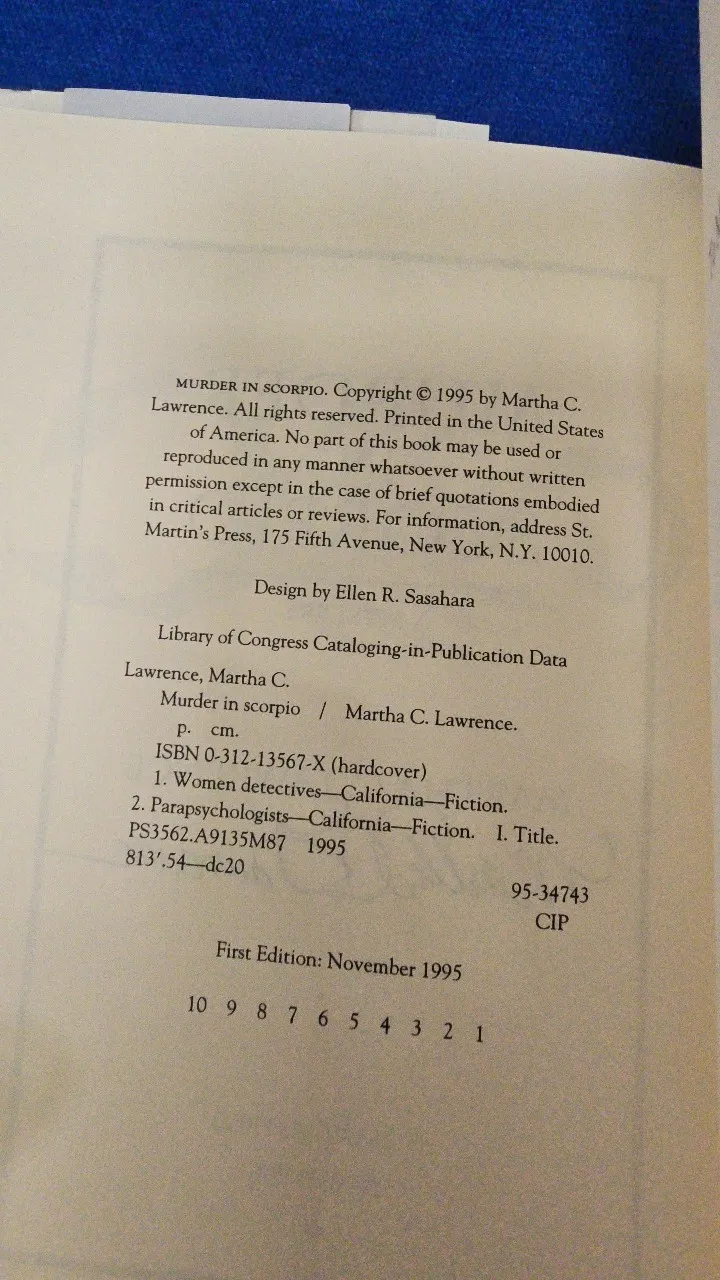 MURDER IN SCORPIO. Copyright © 1995 by Martha C.
Lawrence. All rights reserved. Printed in the United States
of America. No part of this book may be used or
reproduced in any manner whatsoever without written
permission except in the case of brief quotations embodied
in critical articles or reviews. For information, address St.
Martin's Press, 175 Fifth Avenue, New York, N.Y. 10010.
Design by Ellen R. Sasahara
Library of Congress Cataloging-in-Publication Data
Lawrence, Martha C.
Murder in scorpio / Martha C. Lawrence.
p. cm.
ISBN 0-312-13567-X (hardcover)
1. Women detectives—California—Fiction.
2. Parapsychologists—California—Fiction. I. Title.
PS3562.A9135M87 1995
813'.54—dc20
95-34743
CIP
First Edition: November 1995
10 9 8 7 6 5 4 3 2 1